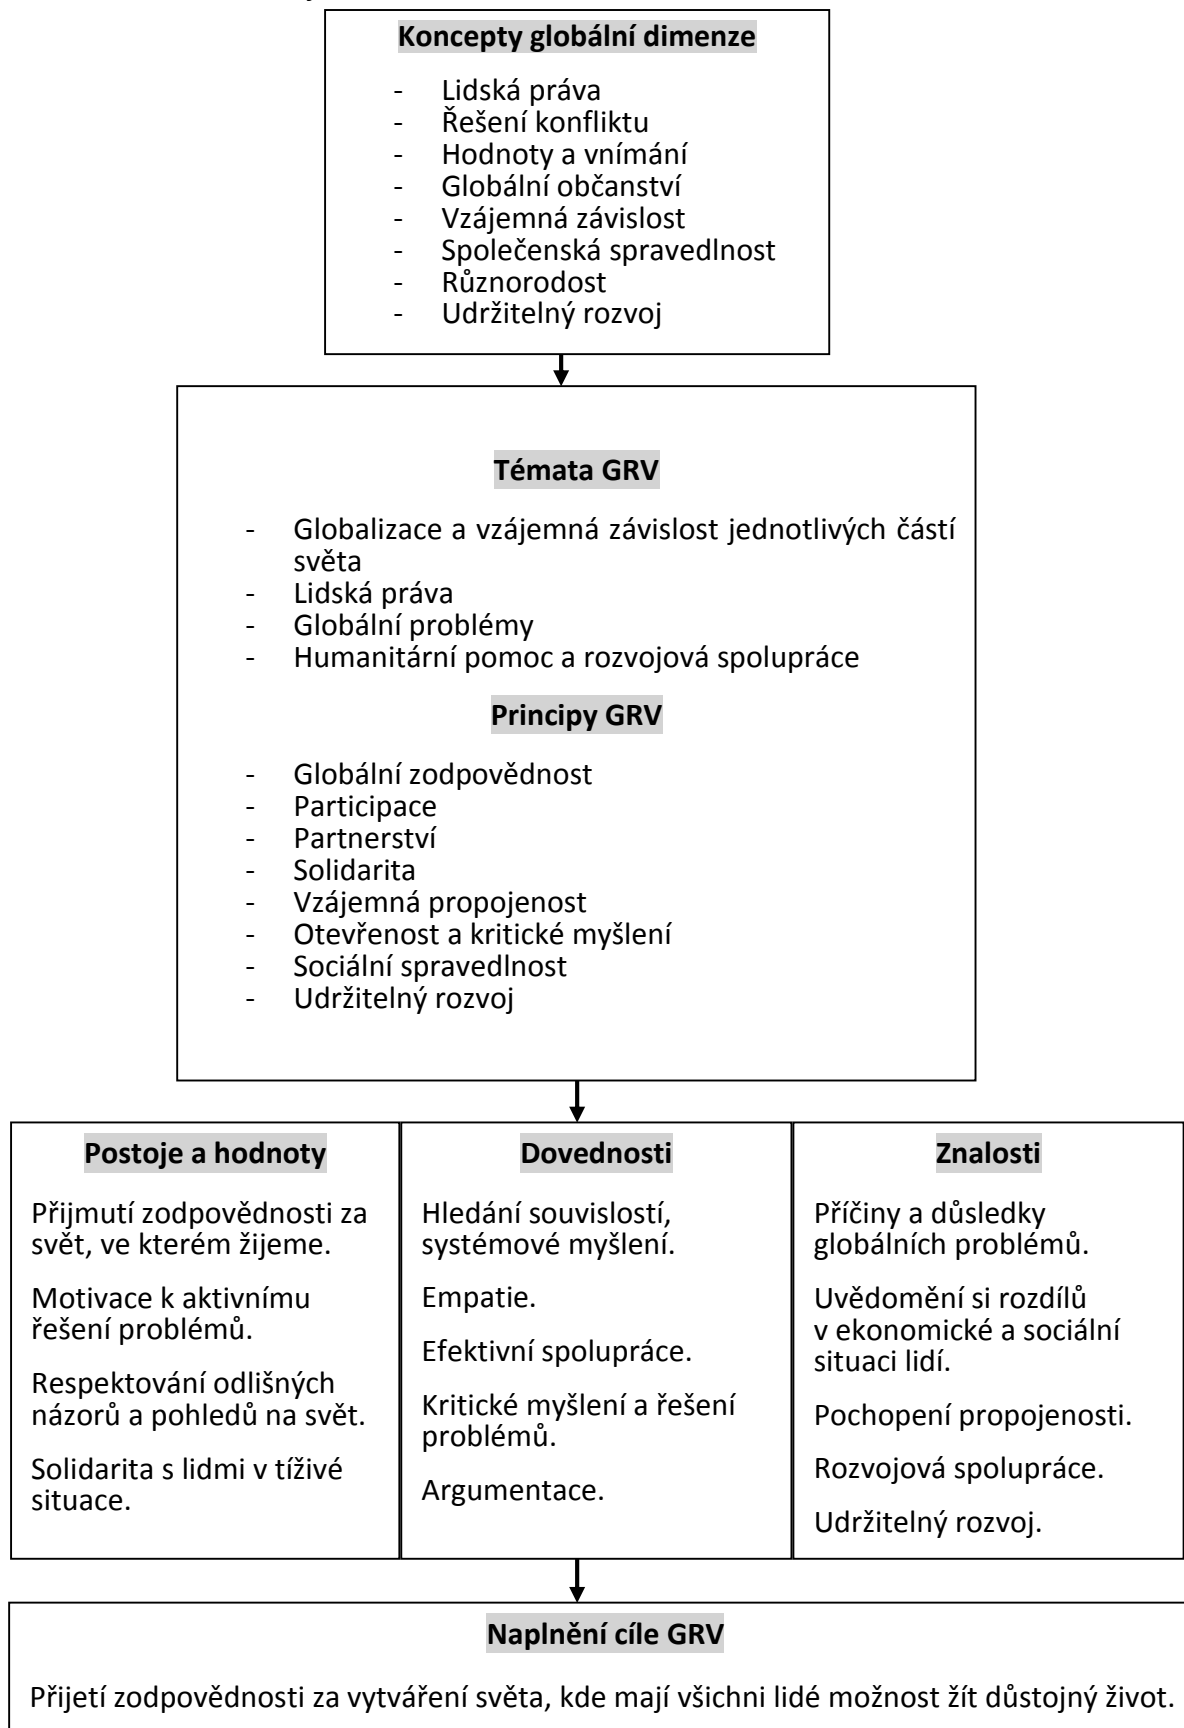 Koncepty globální dimenze
- Lidská práva
- Řešení konfliktu
- Hodnoty a vnímání
- Globální občanství
- Vzájemná závislost
- Společenská spravedlnost
- Různorodost
- Udržitelný rozvoj
Témata GRV
- Globalizace a vzájemná závislost jednotlivých částí
světa
- Lidská práva
- Globální problémy
- Humanitární pomoc a rozvojová spolupráce
Principy GRV
- Globální zodpovědnost
- Participace
- Partnerství
- Solidarita
- Vzájemná propojenost
- Otevřenost a kritické myšlení
- Sociální spravedlnost
- Udržitelný rozvoj
Postoje a hodnoty
Přijmutí zodpovědnosti za
svět, ve kterém žijeme.
Motivace k aktivnímu
řešení problémů.
Respektování odlišných
názorů a pohledů na svět.
Solidarita s lidmi v tíživé
situace.
Dovednosti
Hledání souvislostí,
systémové myšlení.
Empatie.
Efektivní spolupráce.
Kritické myšlení a řešení
problémů.
Argumentace.
Znalosti
Příčiny a důsledky
globálních problémů.
Uvědomění si rozdílů
v ekonomické a sociální
situaci lidí.
Pochopení propojenosti.
Rozvojová spolupráce.
Udržitelný rozvoj.
Naplnění cíle GRV
Přijetí zodpovědnosti za vytváření světa, kde mají všichni lidé možnost žít důstojný život.